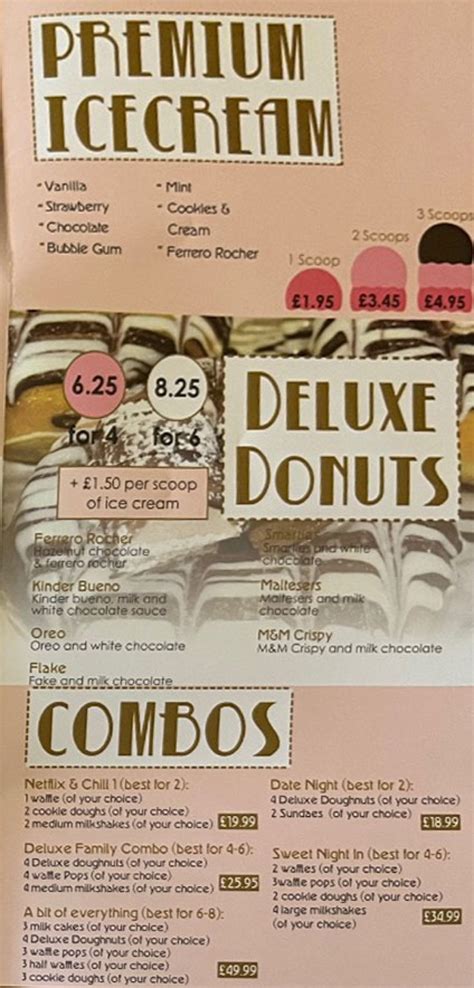 PREMIUM
ICECREAM
- Vanilla
- Strawberry
- Chocolate
- Bubble Gum
- Mint
- Cookies &
Cream
- Ferrero Rocher
1 Scoop
2 Scoops
3 Scoops
£1.95
£3.45
£4.95
6.25
for 4
8.25
for 6
DELUXE
DONUTS
+ £1.50 per scoop
of ice cream
Ferrero Rocher
Hazelnut chocolate
& ferrero rocher
Kinder Bueno
Kinder bueno, milk and
white chocolate sauce
Oreo
Oreo and white chocolate
Flake
Fake and milk chocolate
Smarties
Smarties and white
chocolate
Maltesers
Maltesers and milk
chocolate
M&M Crispy
M&M Crispy and milk chocolate
COMBOS
Netflix & Chill 1 (best for 2):
1 waffle (of your choice)
2 cookie doughs (of your choice)
2 medium milkshakes (of your choice) £19.99
Deluxe Family Combo (best for 4-6):
4 Deluxe doughnuts (of your choice)
4 waffle Pops (of your choice)
4 medium milkshakes (of your choice) £25.95
A bit of everything (best for 6-8):
3 milk cakes (of your choice)
4 Deluxe Doughnuts (of your choice)
3 waffle pops (of your choice)
3 half waffles (of your choice)
3 cookie doughs (of your choice) £49.99
Date Night (best for 2):
4 Deluxe Doughnuts (of your choice)
2 Sundaes (of your choice) £18.99
Sweet Night In (best for 4-6):
2 waffles (of your choice)
3waffle pops (of your choice)
2 cookie doughs (of your choice)
4 large milkshakes
(of your choice) £34.99